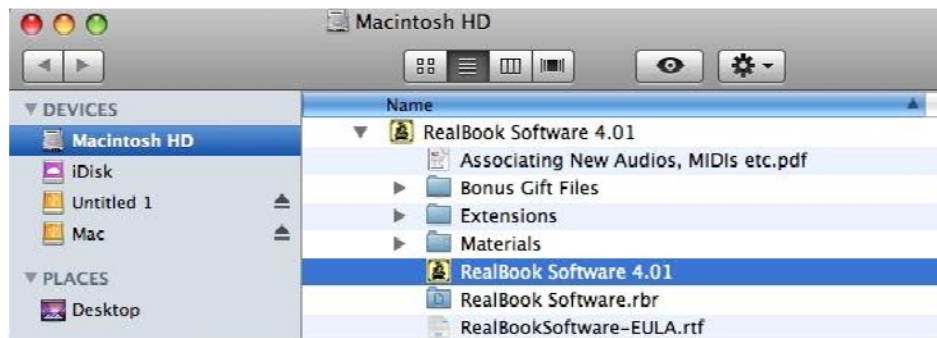 Macintosh HD
DEVICES
Macintosh HD
iDisk
Untitled 1
Mac
PLACES
Desktop
Name
RealBook Software 4.01
Associating New Audios, MIDIs etc.pdf
Bonus Gift Files
Extensions
Materials
RealBook Software 4.01
RealBook Software.rbr
RealBookSoftware-EULA.rtf